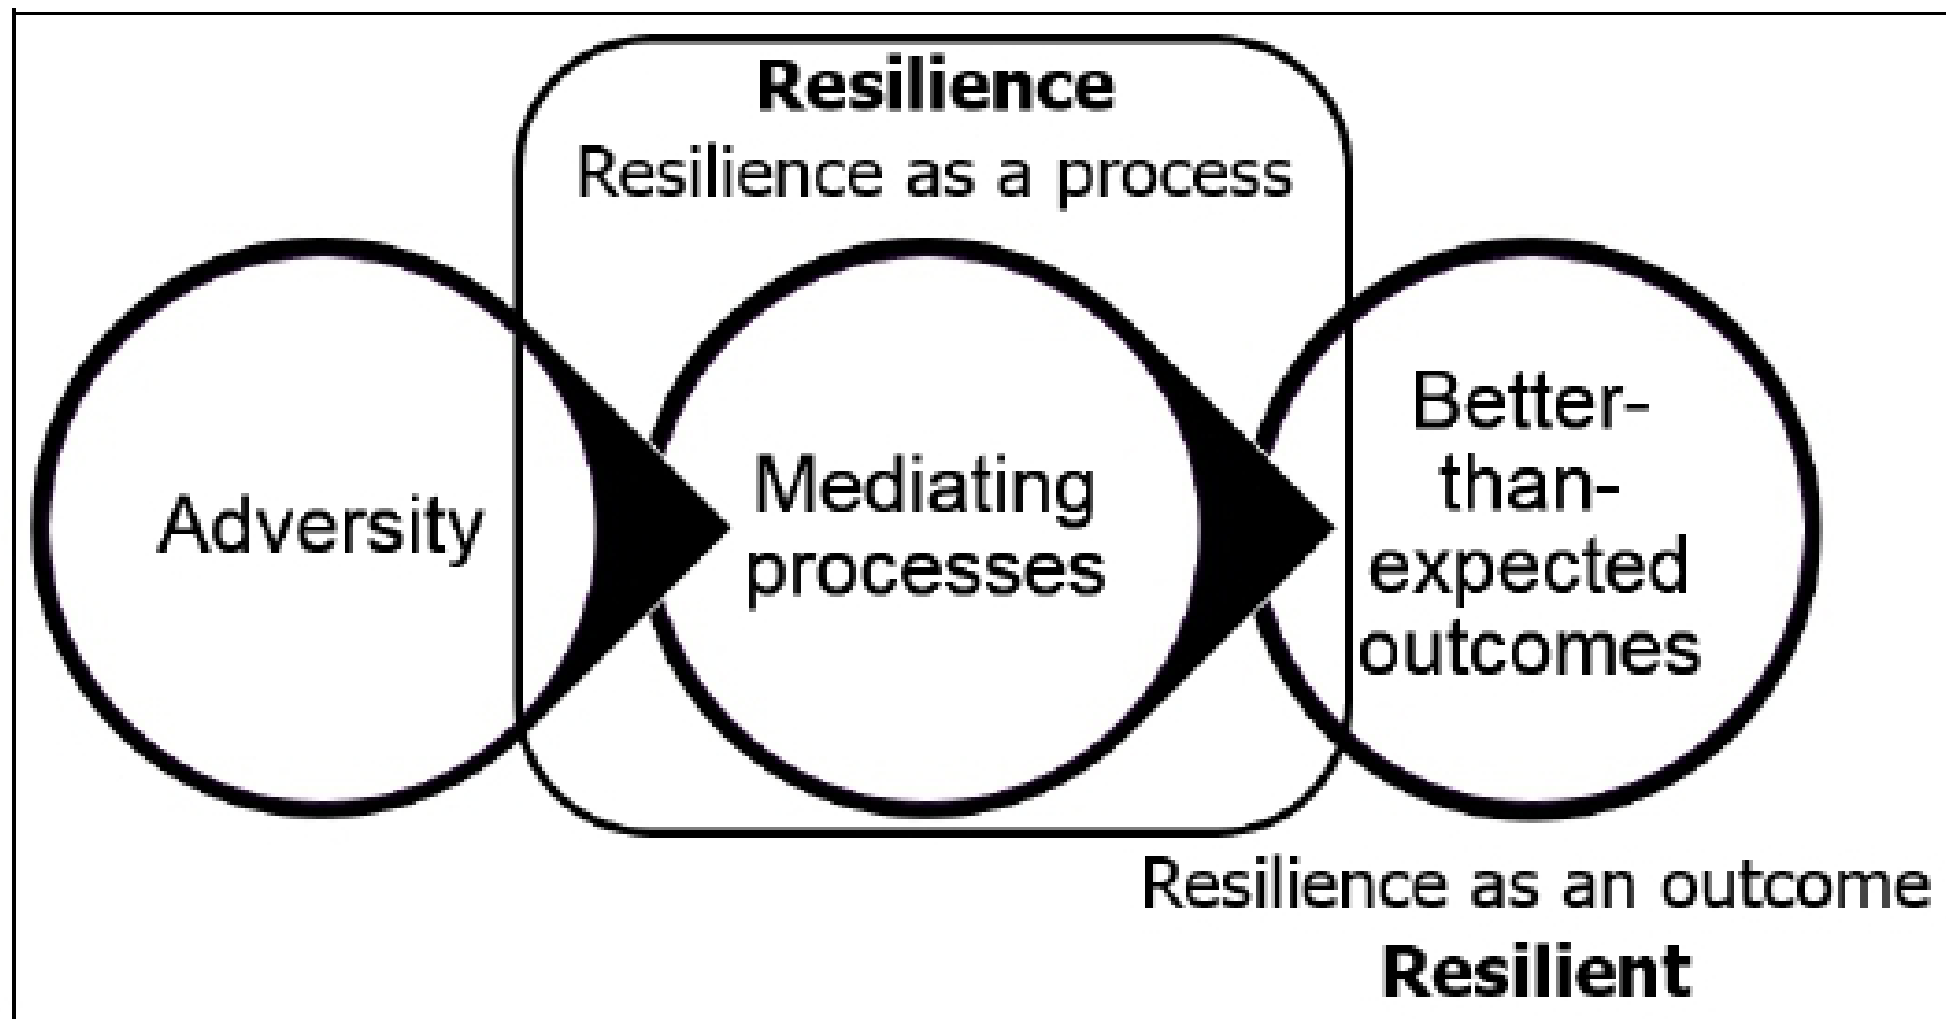 Resilience
Resilience as a process
Adversity
Mediating
processes
Better-
than-
expected
outcomes
Resilience as an outcome
Resilient